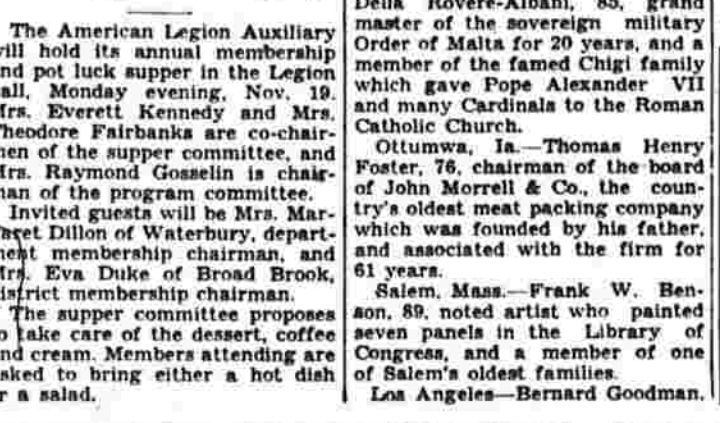 The American Legion Auxiliary
will hold its annual membership
and pot luck supper in the Legion
hall, Monday evening, Nov. 19.
Mrs. Everett Kennedy and Mrs.
Theodore Fairbanks are co-chair-
men of the supper committee, and
Mrs. Raymond Gosselin is chair-
man of the program committee.
Invited guests will be Mrs. Mar-
garet Dillon of Waterbury, depart-
ment membership chairman, and
Mrs. Eva Duke of Broad Brook,
district membership chairman.
The supper committee proposes
to take care of the dessert, coffee
and cream. Members attending are
asked to bring either a hot dish
or a salad.
Della Rovere-Albani, 85, grand
master of the sovereign military
Order of Malta for 20 years, and a
member of the famed Chigi family
which gave Pope Alexander VII
and many Cardinals to the Roman
Catholic Church.
Ottumwa, Ia.—Thomas Henry
Foster, 76, chairman of the board
of John Morrell & Co., the coun-
try's oldest meat packing company
which was founded by his father,
and associated with the firm for
61 years.
Salem, Mass.—Frank W. Ben-
son, 89, noted artist who painted
seven panels in the Library of
Congress, and a member of one
of Salem's oldest families.
Los Angeles—Bernard Goodman,